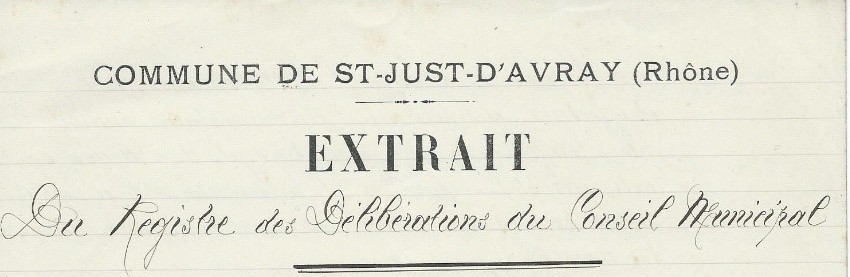 COMMUNE DE ST-JUST-D'AVRAY (Rhône)
EXTRAIT
Du Registre des Délibérations du Conseil Municipal